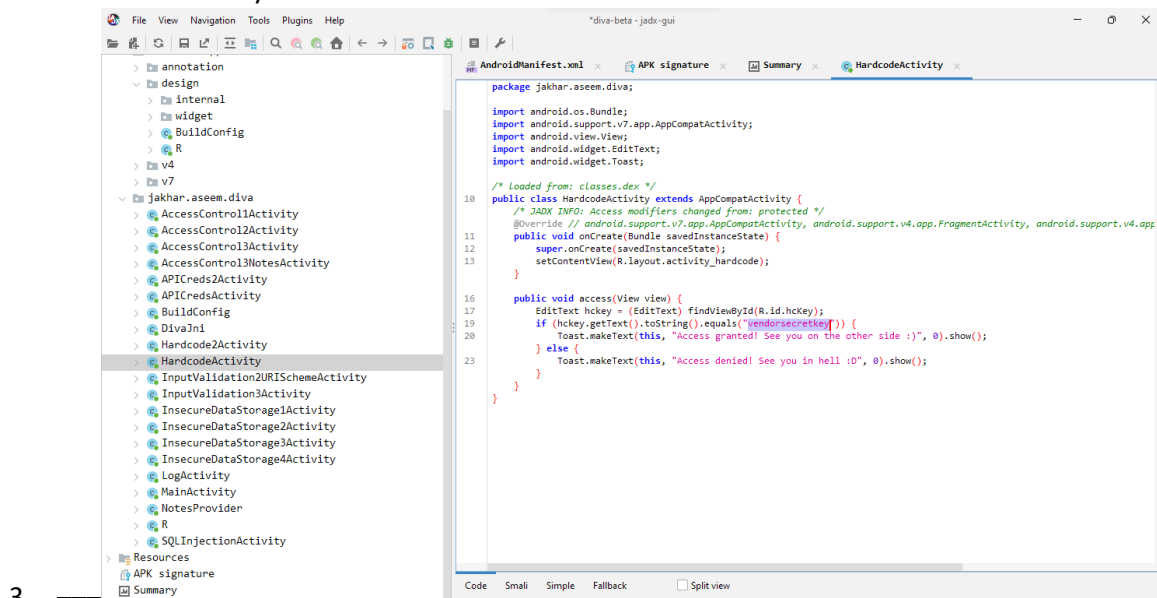 File View Navigation Tools Plugins Help
*diva-beta - jadx-gui
annotation
design
internal
widget
BuildConfig
R
v4
v7
jakhar.aseem.diva
AccessControl1Activity
AccessControl2Activity
AccessControl3Activity
AccessControl3NotesActivity
APICreds2Activity
APICredsActivity
BuildConfig
DivaJni
Hardcode2Activity
HardcodeActivity
InputValidation2URISchemeActivity
InputValidation3Activity
InsecureDataStorage1Activity
InsecureDataStorage2Activity
InsecureDataStorage3Activity
InsecureDataStorage4Activity
LogActivity
MainActivity
NotesProvider
R
SQLInjectionActivity
Resources
APK signature
Summary
AndroidManifest.xml APK signature Summary HardcodeActivity
package jakhar.aseem.diva;
import android.os.Bundle;
import android.support.v7.app.AppCompatActivity;
import android.view.View;
import android.widget.EditText;
import android.widget.Toast;
/* loaded from: classes.dex */
10 public class HardcodeActivity extends AppCompatActivity {
/* JADX INFO: Access modifiers changed from: protected */
@Override // android.support.v7.app.AppCompatActivity, android.support.v4.app.FragmentActivity, android.support.v4.app
11 public void onCreate(Bundle savedInstanceState) {
12 super.onCreate(savedInstanceState);
13 setContentView(R.layout.activity_hardcode);
}
16 public void access(View view) {
17 EditText hckey = (EditText) findViewById(R.id.hcKey);
19 if (hckey.getText().toString().equals("vendorsecretkey")) {
20 Toast.makeText(this, "Access granted! See you on the other side :)", 0).show();
} else {
23 Toast.makeText(this, "Access denied! See you in hell :D", 0).show();
}
}
}
Code Smali Simple Fallback Split view